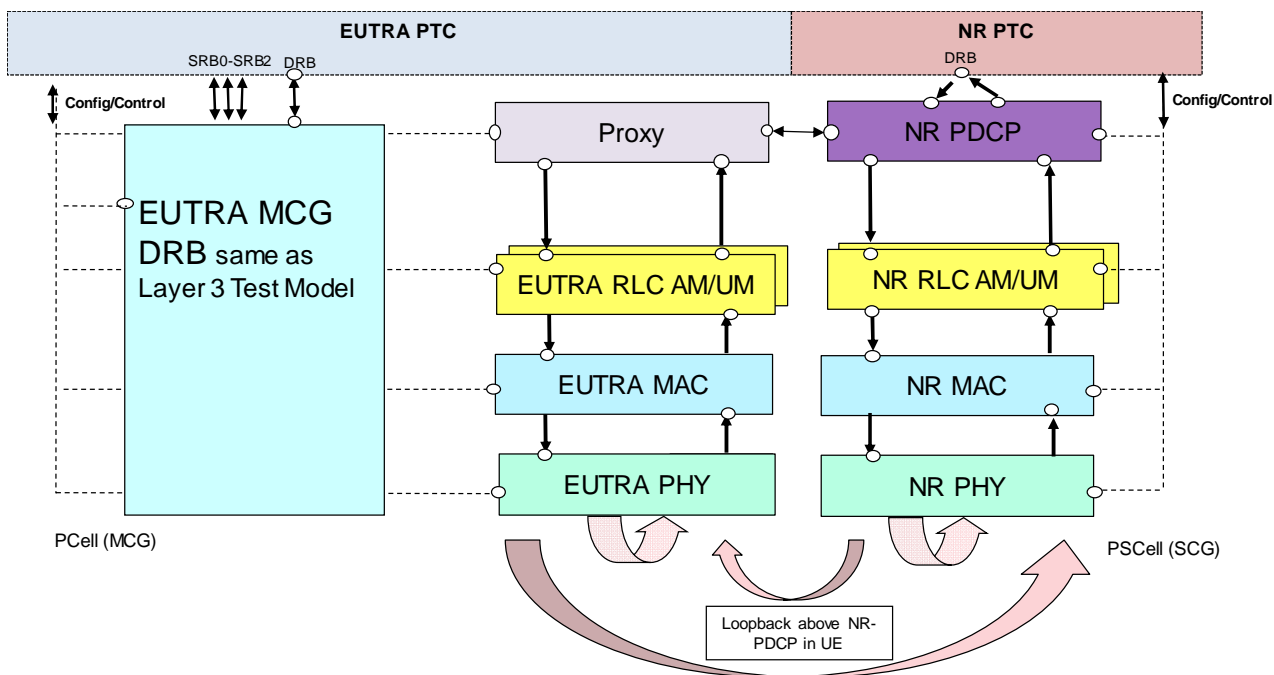 EUTRA PTC
NR PTC
SRB0-SRB2
DRB
DRB
Config/Control
Config/Control
Proxy
NR PDCP
EUTRA MCG
DRB same as
Layer 3 Test Model
EUTRA RLC AM/UM
NR RLC AM/UM
EUTRA MAC
NR MAC
EUTRA PHY
NR PHY
PCell (MCG)
PSCell (SCG)
Loopback above NR-
PDCP in UE